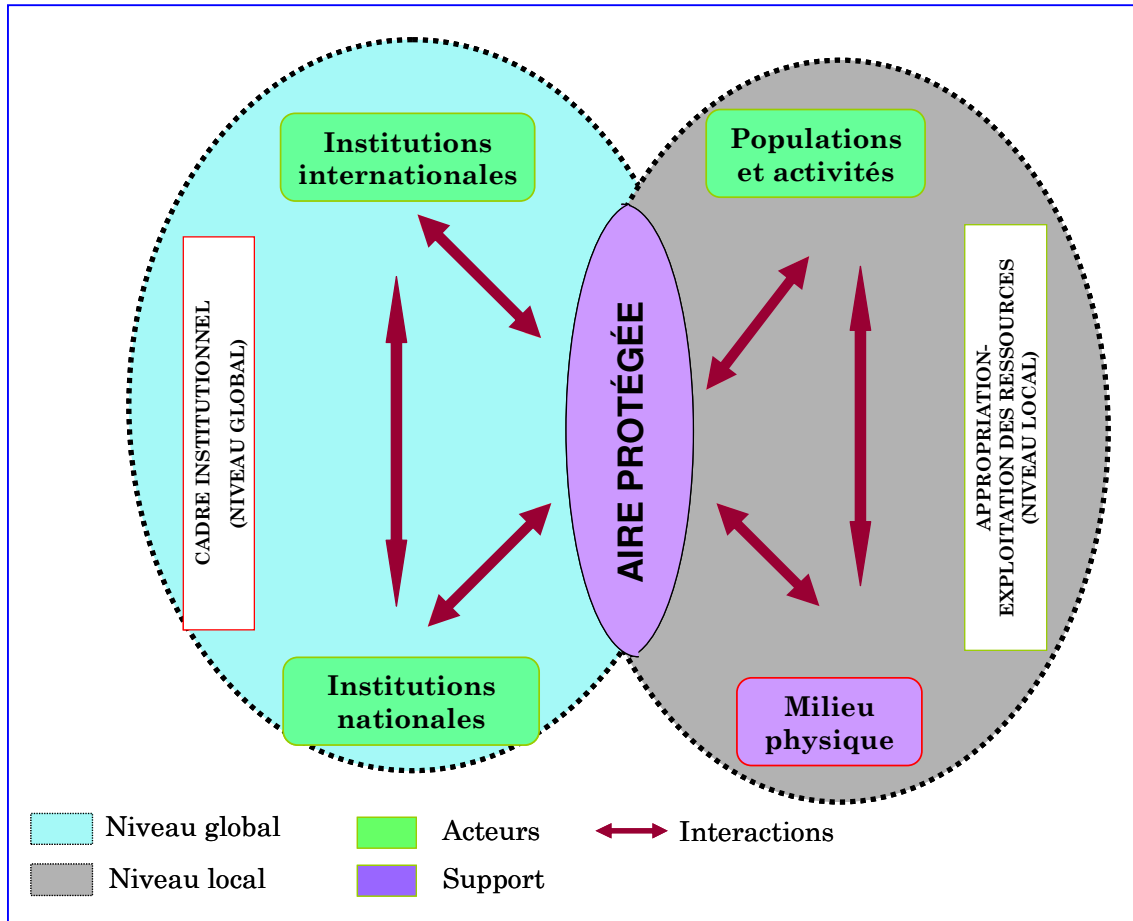 Institutions
internationales
Populations
et activités
CADRE INSTITUTIONNEL
(NIVEAU GLOBAL)
AIRE PROTÉGÉE
APPROPRIATION-
EXPLOITATION DES RESSOURCES
(NIVEAU LOCAL)
Institutions
nationales
Milieu
physique
Niveau global
Acteurs
Interactions
Niveau local
Support